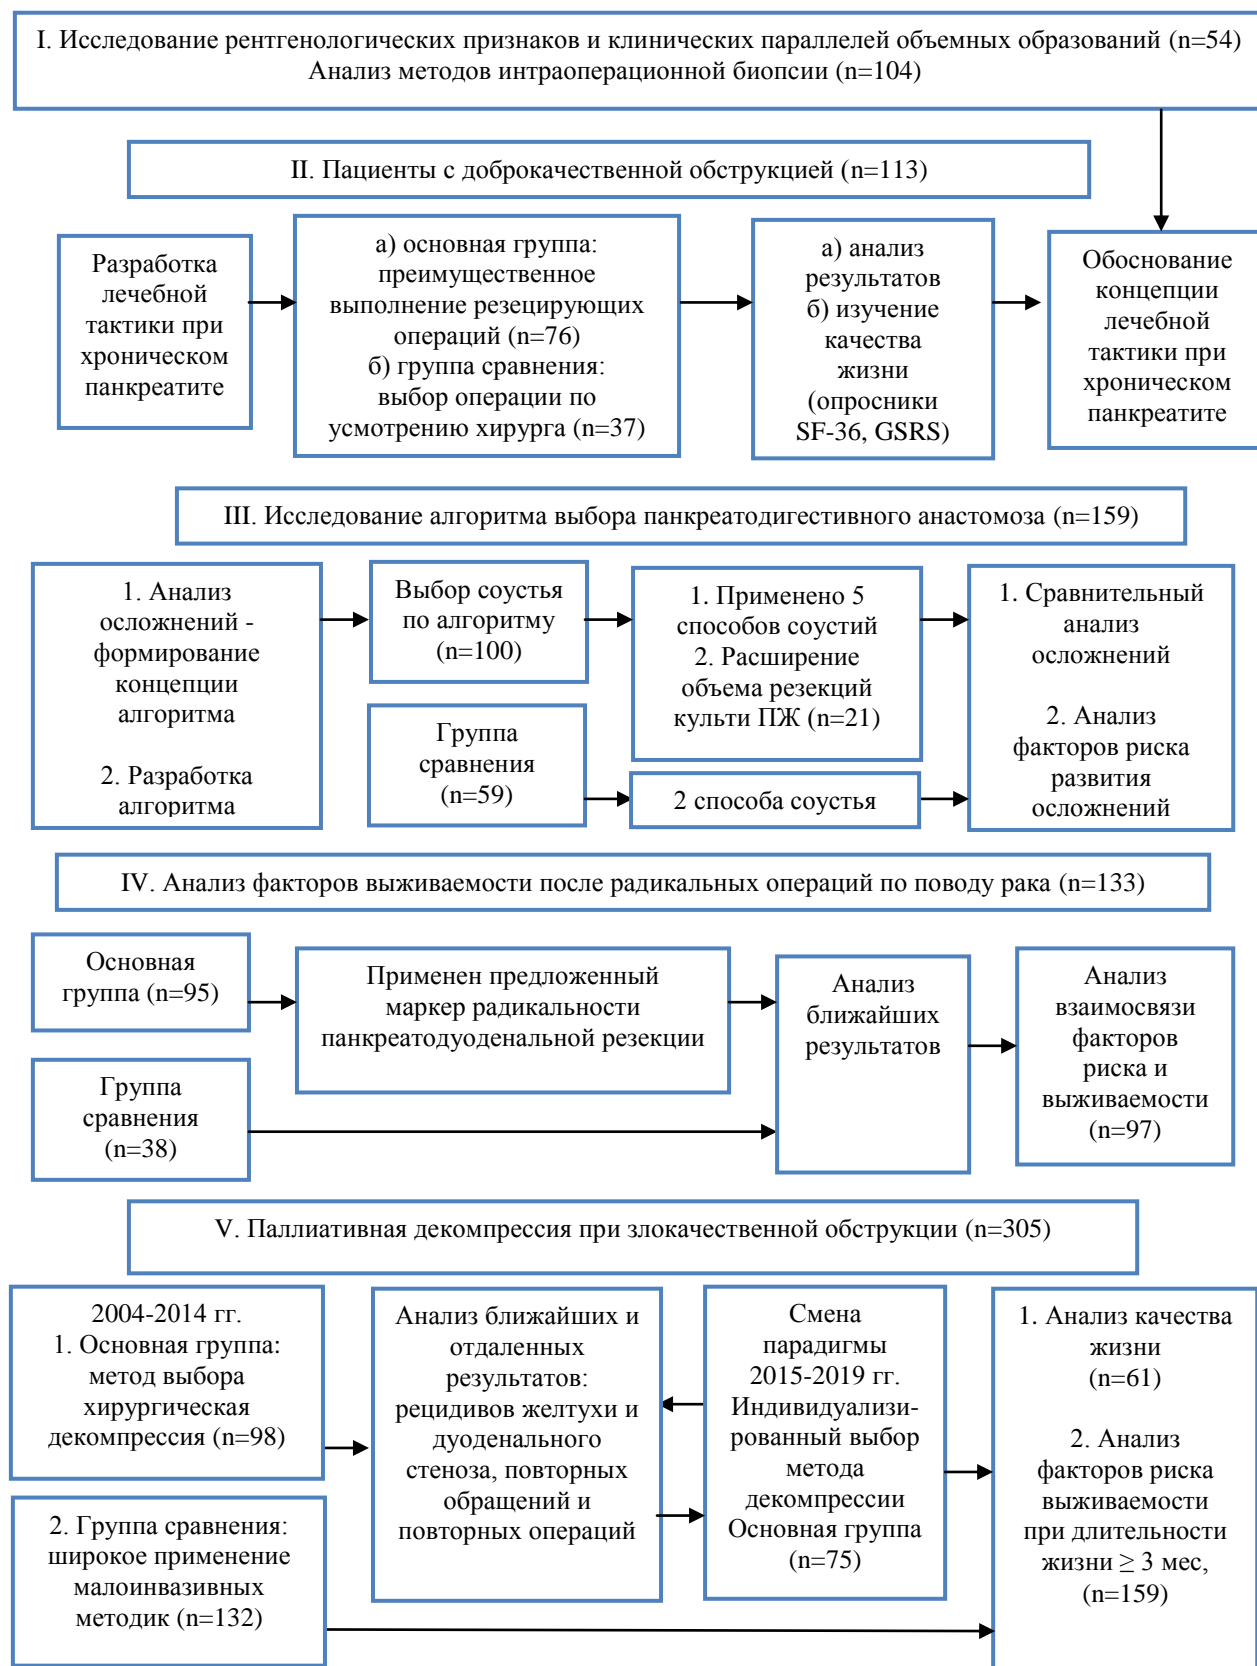 I. Исследование рентгенологических признаков и клинических параллелей объемных образований (n=54)
Анализ методов интраоперационной биопсии (n=104)
II. Пациенты с доброкачественной обструкцией (n=113)
Разработка
лечебной
тактики при
хроническом
панкреатите
а) основная группа:
преимущественное
выполнение резецирующих
операций (n=76)
б) группа сравнения:
выбор операции по
усмотрению хирурга (n=37)
а) анализ
результатов
б) изучение
качества
жизни
(опросники
SF-36, GSRS)
Обоснование
концепции
лечебной
тактики при
хроническом
панкреатите
III. Исследование алгоритма выбора панкреатодигестивного анастомоза (n=159)
1. Анализ
осложнений -
формирование
концепции
алгоритма
2. Разработка
алгоритма
Выбор соустья
по алгоритму
(n=100)
Группа
сравнения
(n=59)
1. Применено 5
способов соустий
2. Расширение
объема резекций
культи ПЖ (n=21)
2 способа соустья
1. Сравнительный
анализ
осложнений
2. Анализ
факторов риска
развития
осложнений
IV. Анализ факторов выживаемости после радикальных операций по поводу рака (n=133)
Основная
группа (n=95)
Группа
сравнения
(n=38)
Применен предложенный
маркер радикальности
панкреатодуоденальной резекции
Анализ
ближайших
результатов
Анализ
взаимосвязи
факторов
риска и
выживаемости
(n=97)
V. Паллиативная декомпрессия при злокачественной обструкции (n=305)
2004-2014 гг.
1. Основная группа:
метод выбора
хирургическая
декомпрессия (n=98)
2. Группа сравнения:
широкое применение
малоинвазивных
методик (n=132)
Анализ ближайших и
отдаленных
результатов:
рецидивов желтухи и
дуоденального
стеноза, повторных
обращений и
повторных операций
Смена
парадигмы
2015-2019 гг.
Индивидуализи-
рованный выбор
метода
декомпрессии
Основная группа
(n=75)
1. Анализ качества
жизни
(n=61)
2. Анализ
факторов риска
выживаемости
при длительности
жизни ≥ 3 мес,
(n=159)